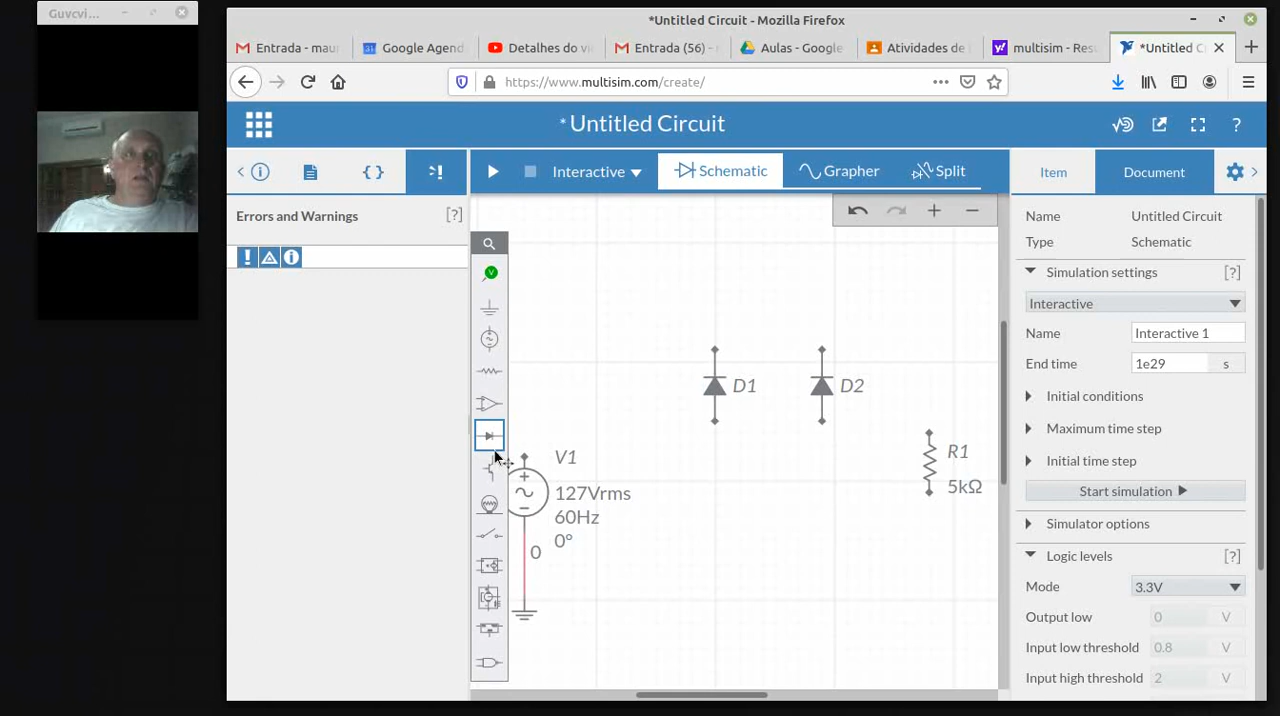 Guvcvi...
*Untitled Circuit - Mozilla Firefox
Entrada - mau
Google Agend
Detalhes do ví
Entrada (56) -
Aulas - Google
Atividades de
multisim - Res
*Untitled C
https://www.multisim.com/create/
* Untitled Circuit
?
Interactive
Schematic
Grapher
Split
Item
Document
Errors and Warnings
[?]
V
D1
D2
V1
127Vrms
60Hz
0°
0
R1
5kΩ
Name Untitled Circuit
Type Schematic
Simulation settings [?]
Interactive
Name Interactive 1
End time 1e29 s
Initial conditions
Maximum time step
Initial time step
Start simulation
Simulator options
Logic levels [?]
Mode 3.3V
Output low 0 V
Input low threshold 0.8 V
Input high threshold 2 V